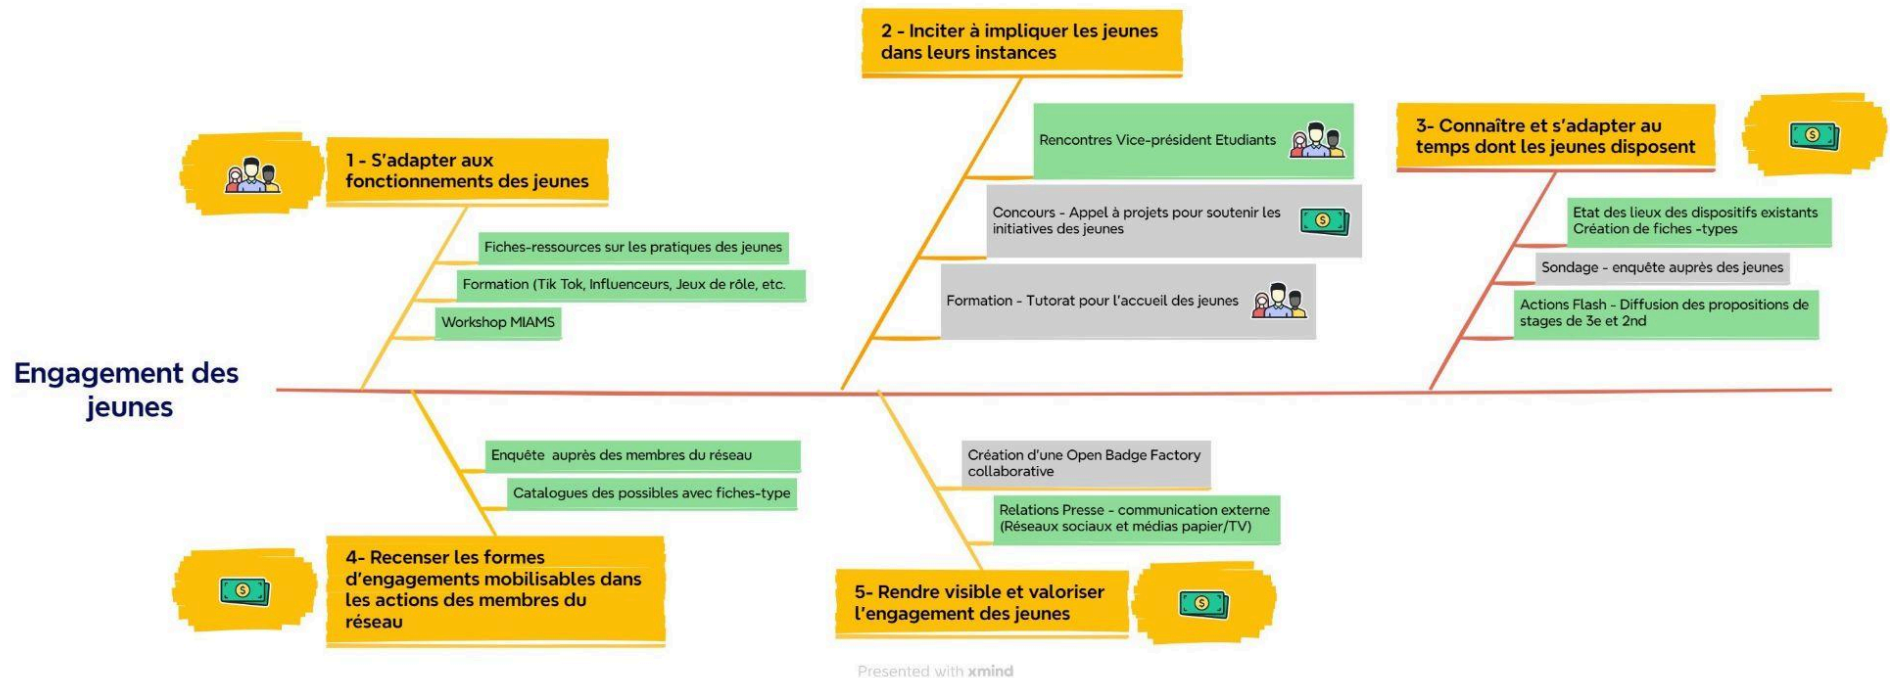 Engagement des
jeunes
1 - S'adapter aux
fonctionnements des jeunes
Fiches-ressources sur les pratiques des jeunes
Formation (Tik Tok, Influenceurs, Jeux de rôle, etc.
Workshop MIAMS
2 - Inciter à impliquer les jeunes
dans leurs instances
Rencontres Vice-président Etudiants
Concours - Appel à projets pour soutenir les
initiatives des jeunes
Formation - Tutorat pour l'accueil des jeunes
3- Connaître et s'adapter au
temps dont les jeunes disposent
Etat des lieux des dispositifs existants
Création de fiches -types
Sondage - enquête auprès des jeunes
Actions Flash - Diffusion des propositions de
stages de 3e et 2nd
Enquête  auprès des membres du réseau
Catalogues des possibles avec fiches-type
4- Recenser les formes
d'engagements mobilisables dans
les actions des membres du
réseau
Création d'une Open Badge Factory
collaborative
Relations Presse - communication externe
(Réseaux sociaux et médias papier/TV)
5- Rendre visible et valoriser
l'engagement des jeunes
Presented with xmind